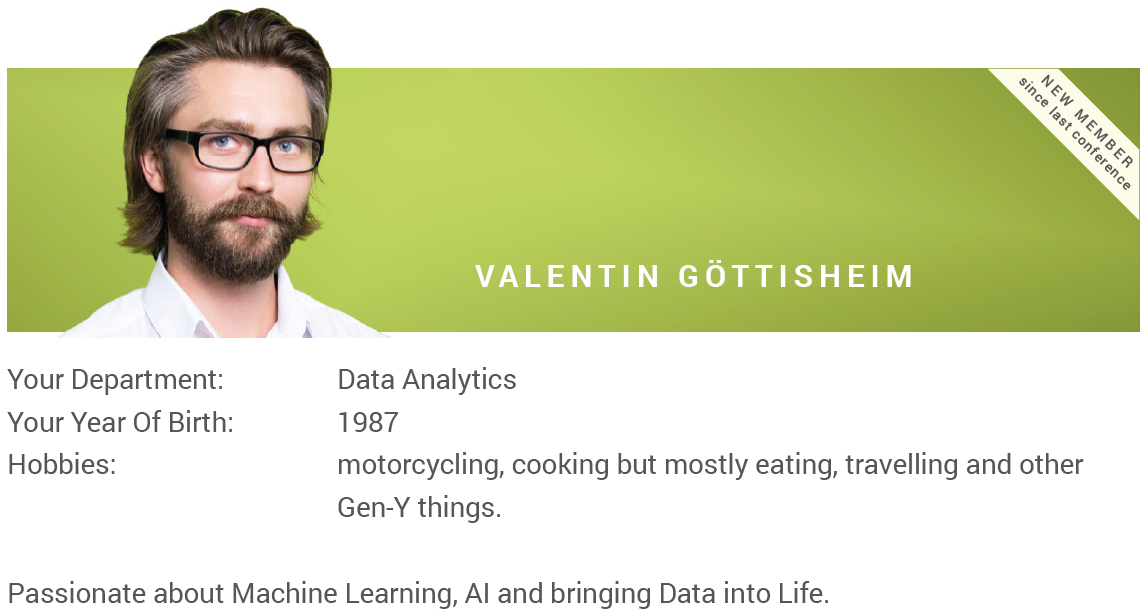 NEW MEMBER
since last conference
VALENTIN GÖTTISHEIM
Your Department: Data Analytics
Your Year Of Birth: 1987
Hobbies: motorcycling, cooking but mostly eating, travelling and other
Gen-Y things.
Passionate about Machine Learning, AI and bringing Data into Life.